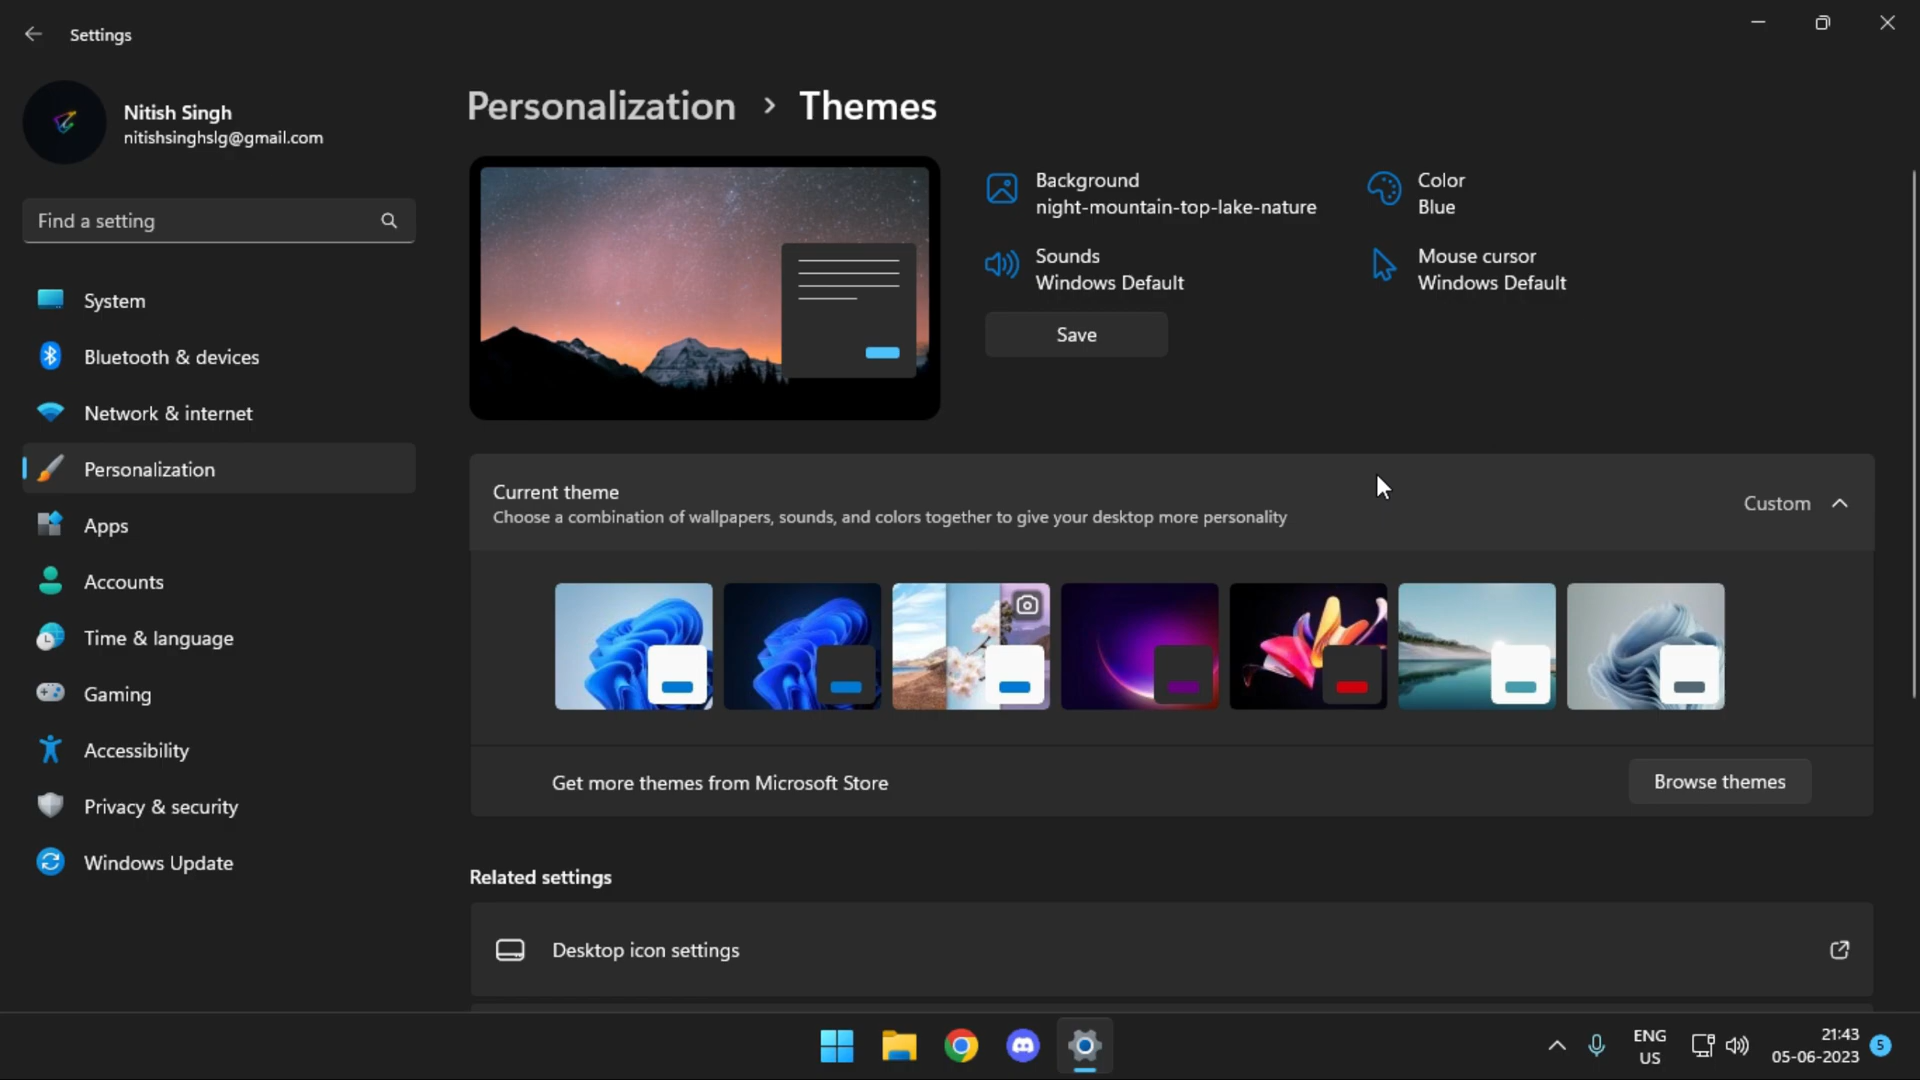 Settings
Nitish Singh
nitishsinghslg@gmail.com
Find a setting
System
Bluetooth & devices
Network & internet
Personalization
Apps
Accounts
Time & language
Gaming
Accessibility
Privacy & security
Windows Update
Personalization > Themes
Background
night-mountain-top-lake-nature
Color
Blue
Sounds
Windows Default
Mouse cursor
Windows Default
Save
Current theme
Choose a combination of wallpapers, sounds, and colors together to give your desktop more personality
Custom
Get more themes from Microsoft Store
Browse themes
Related settings
Desktop icon settings
ENG
US
21:43
05-06-2023
5